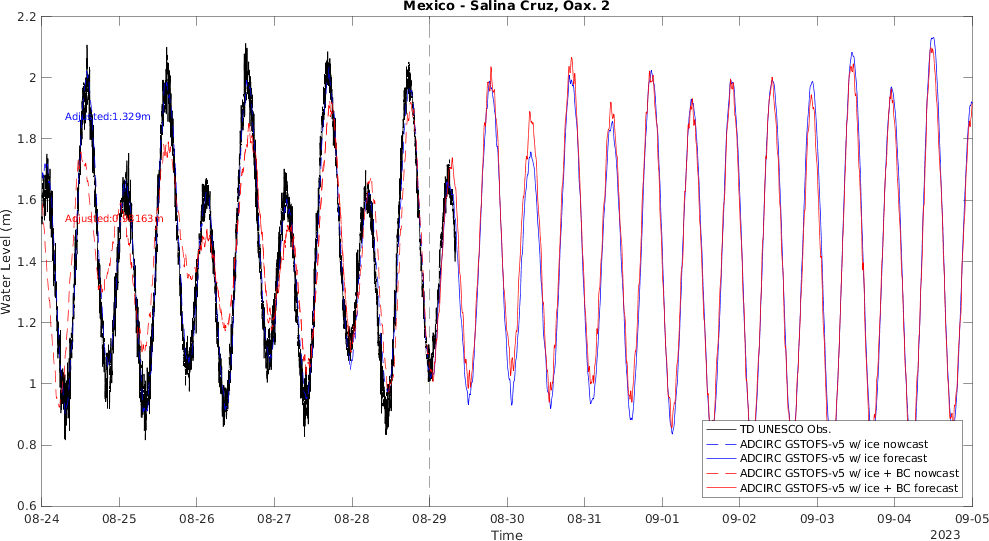 Mexico - Salina Cruz, Oax. 2
2.2
2
1.8
1.6
1.4
1.2
1
0.8
0.6
Water Level (m)
Adjusted:1.329m
08-24
08-25
08-26
08-27
08-28
08-29
08-30
08-31
09-01
09-02
09-03
09-04
09-05
Time
2023
TD UNESCO Obs.
ADCIRC GSTOFS-v5 w/ ice nowcast
ADCIRC GSTOFS-v5 w/ ice forecast
ADCIRC GSTOFS-v5 w/ ice + BC nowcast
ADCIRC GSTOFS-v5 w/ ice + BC forecast